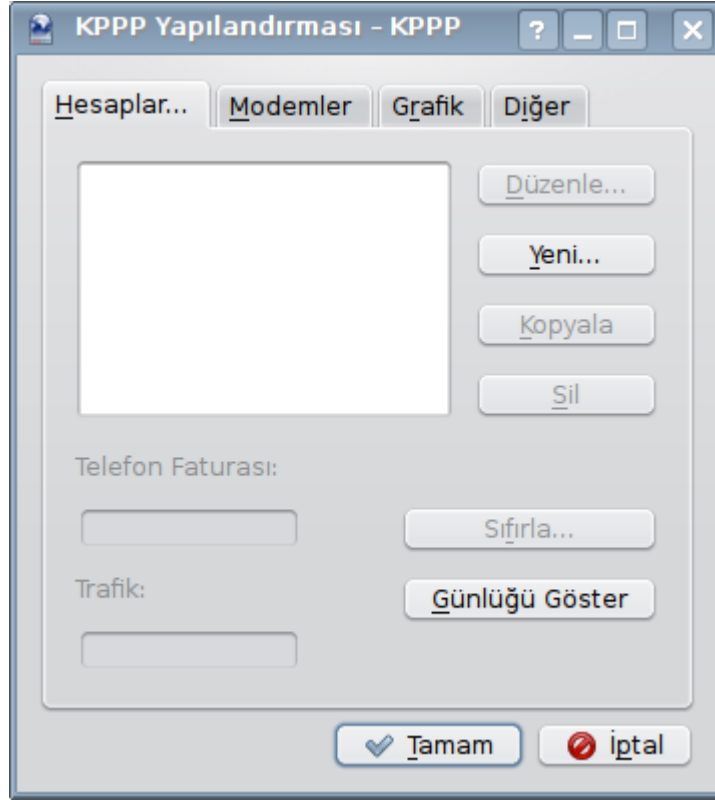 KPPP Yapılandırması – KPPP
Hesaplar... Modemler Grafik Diğer
Düzenle...
Yeni...
Kopyala
Sil
Telefon Faturası:
Sıfırla...
Trafik:
Günlüğü Göster
Tamam İptal